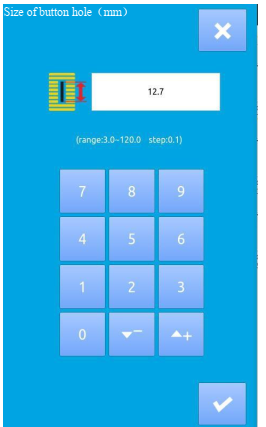 Size of button hole（mm）
12.7
(range:3.0~120.0 step:0.1)
7 8 9
4 5 6
1 2 3
0 − +